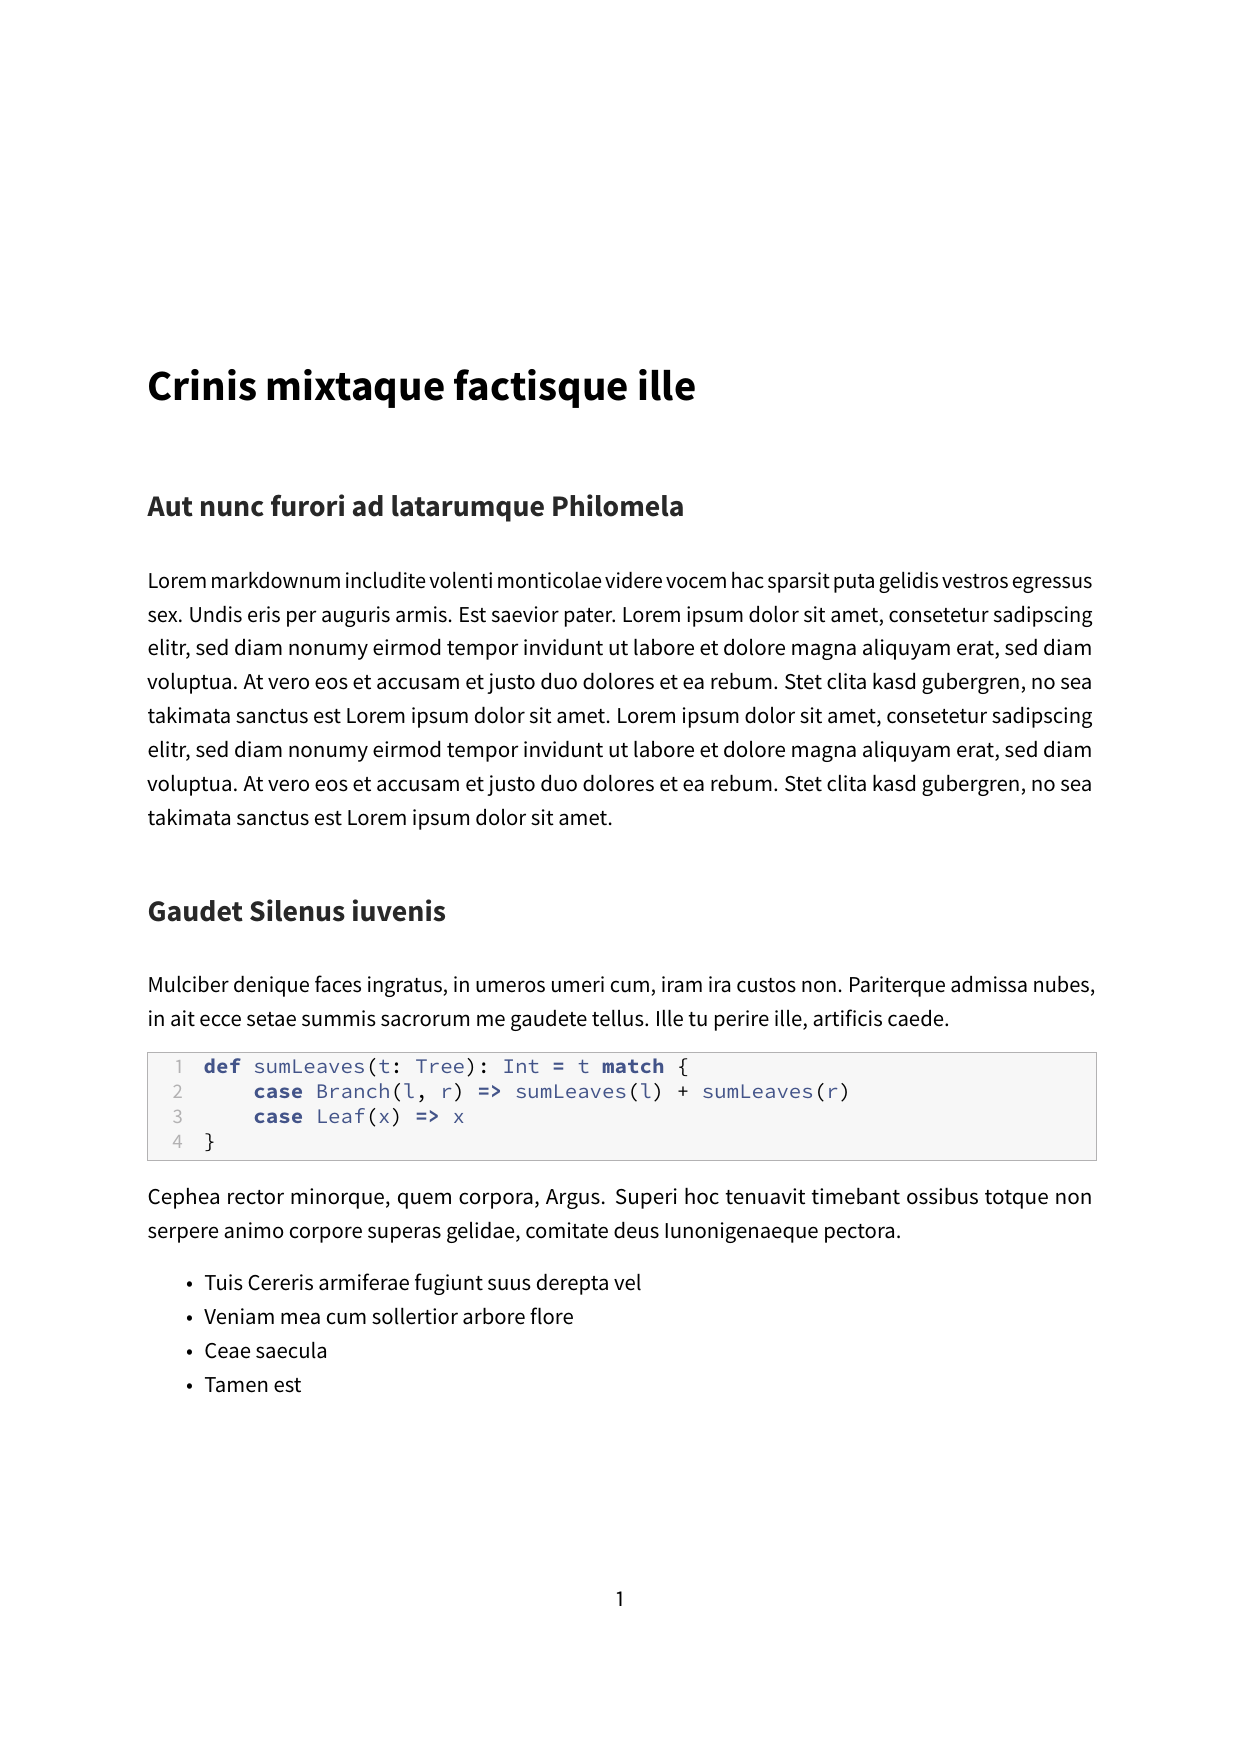 Crinis mixtaque factisque ille
Aut nunc furori ad latarumque Philomela
Lorem markdownum includite volenti monticolae videre vocem hac sparsit puta gelidis vestros egressus
sex. Undis eris per auguris armis. Est saevior pater. Lorem ipsum dolor sit amet, consetetur sadipscing
elitr, sed diam nonumy eirmod tempor invidunt ut labore et dolore magna aliquyam erat, sed diam
voluptua. At vero eos et accusam et justo duo dolores et ea rebum. Stet clita kasd gubergren, no sea
takimata sanctus est Lorem ipsum dolor sit amet. Lorem ipsum dolor sit amet, consetetur sadipscing
elitr, sed diam nonumy eirmod tempor invidunt ut labore et dolore magna aliquyam erat, sed diam
voluptua. At vero eos et accusam et justo duo dolores et ea rebum. Stet clita kasd gubergren, no sea
takimata sanctus est Lorem ipsum dolor sit amet.
Gaudet Silenus iuvenis
Mulciber denique faces ingratus, in umeros umeri cum, iram ira custos non. Pariterque admissa nubes,
in ait ecce setae summis sacrorum me gaudete tellus. Ille tu perire ille, artificis caede.
1 def sumLeaves(t: Tree): Int = t match {
2     case Branch(l, r) => sumLeaves(l) + sumLeaves(r)
3     case Leaf(x) => x
4 }
Cephea rector minorque, quem corpora, Argus. Superi hoc tenuavit timebant ossibus totque non
serpere animo corpore superas gelidae, comitate deus Iunonigenaeque pectora.
• Tuis Cereris armiferae fugiunt suus derepta vel
• Veniam mea cum sollertior arbore flore
• Ceae saecula
• Tamen est
1